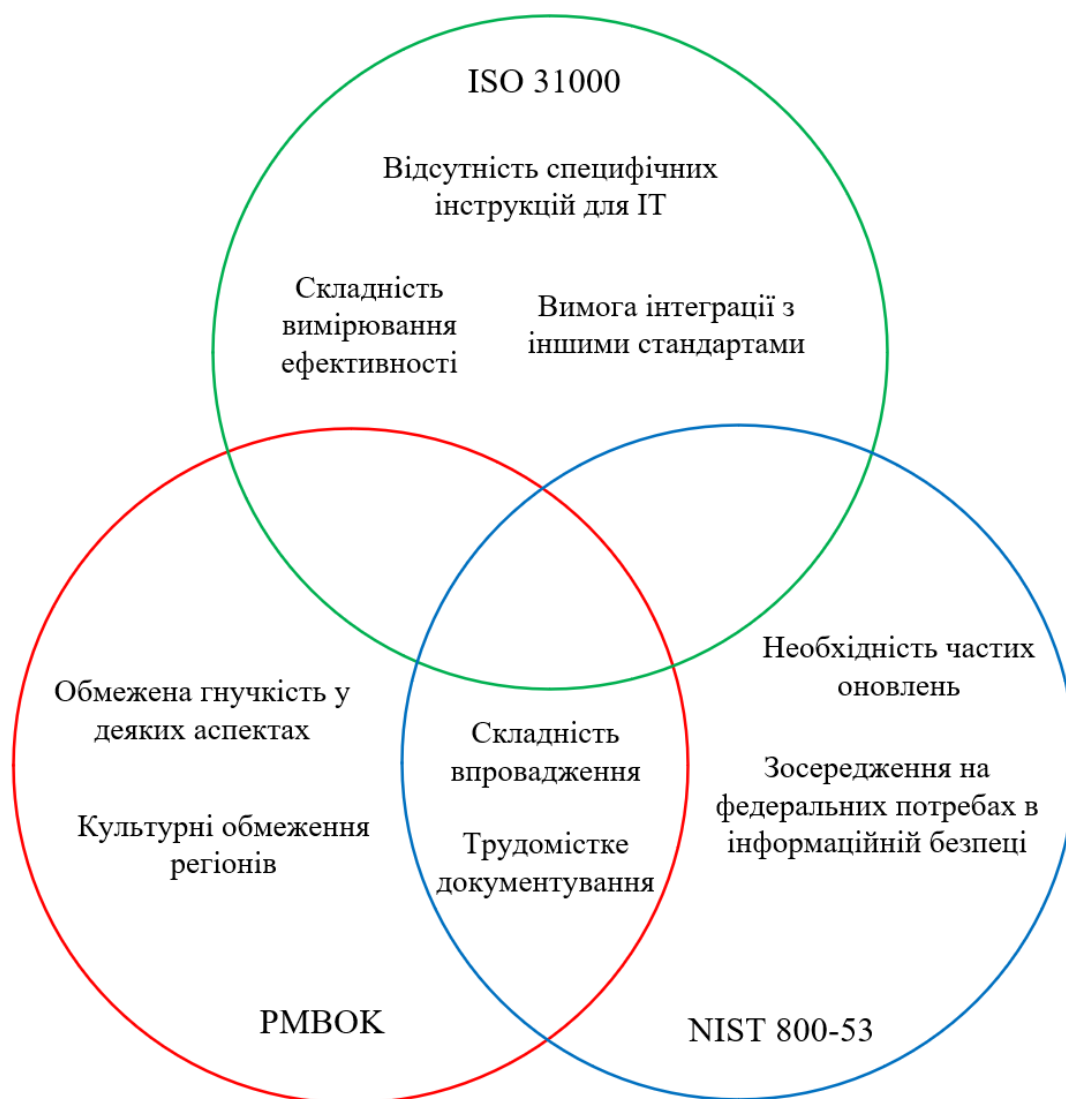 ISO 31000
Відсутність специфічних
інструкцій для ІТ
Складність
вимірювання
ефективності
Вимога інтеграції з
іншими стандартами
Обмежена гнучкість у
деяких аспектах
Культурні обмеження
регіонів
PMBOK
Складність
впровадження
Трудомістке
документування
Необхідність частих
оновлень
Зосередження на
федеральних потребах в
інформаційній безпеці
NIST 800-53